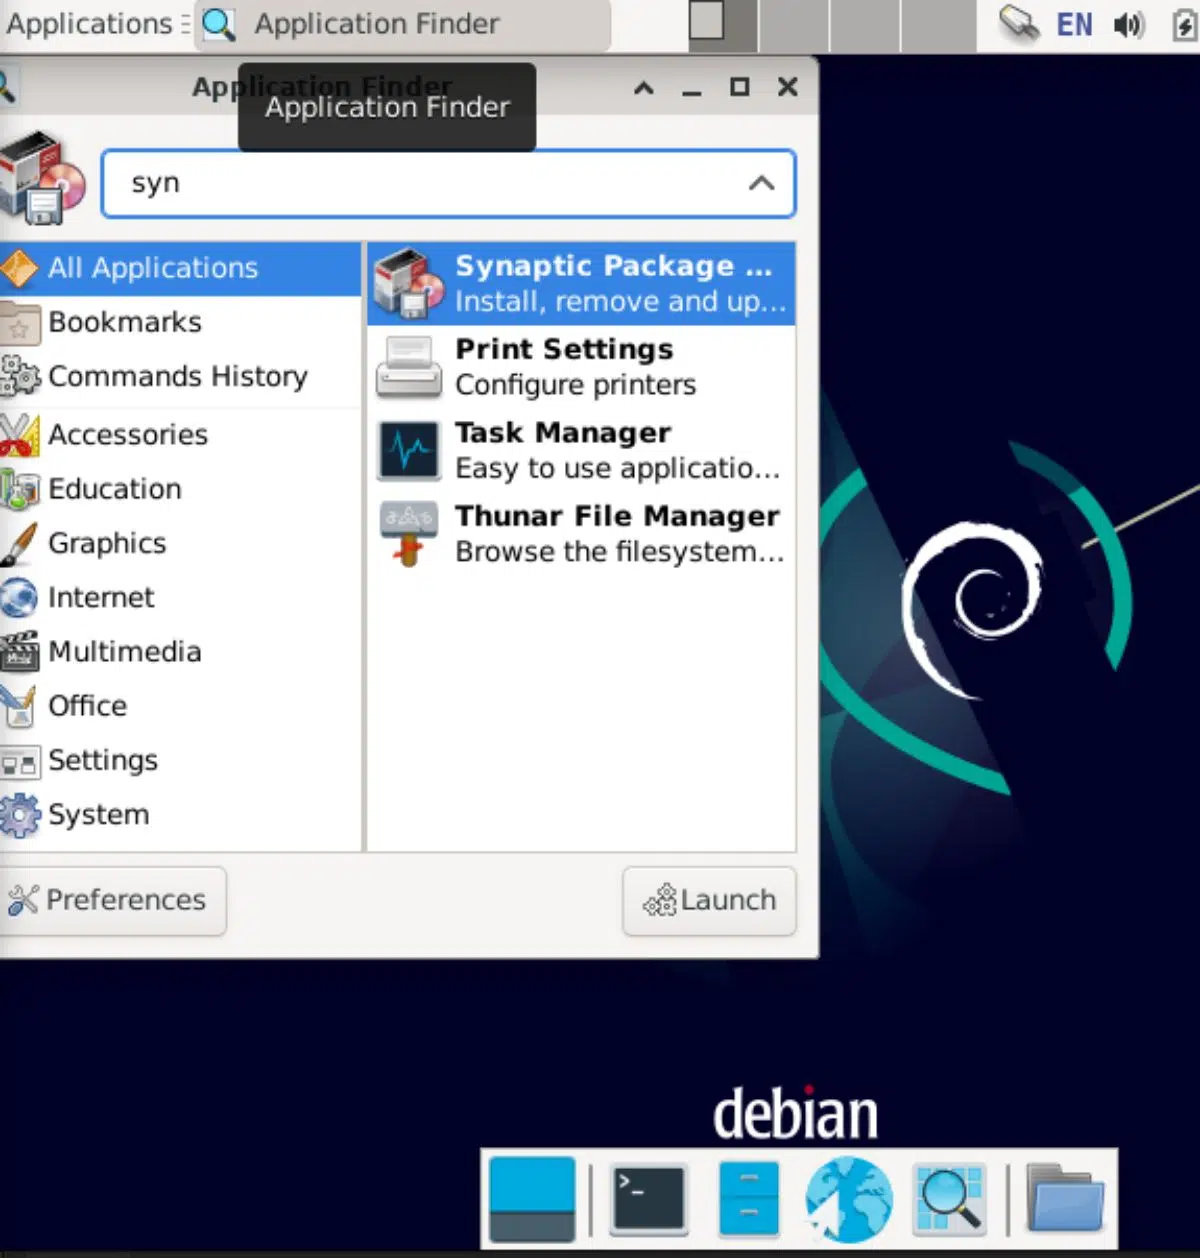 Applications
Application Finder
EN
Application Finder
Application Finder
syn
All Applications
Bookmarks
Commands History
Accessories
Education
Graphics
Internet
Multimedia
Office
Settings
System
Synaptic Package ...
Install, remove and up...
Print Settings
Configure printers
Task Manager
Easy to use applicatio...
Thunar File Manager
Browse the filesystem...
Preferences
Launch
debian
>_